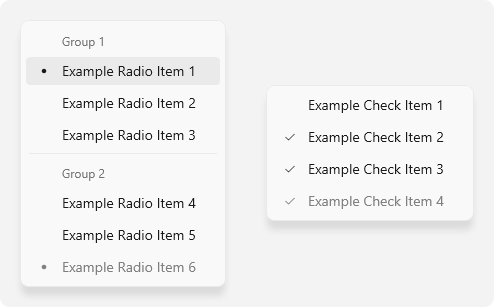 Group 1
Example Radio Item 1
Example Radio Item 2
Example Radio Item 3
Group 2
Example Radio Item 4
Example Radio Item 5
Example Radio Item 6
Example Check Item 1
Example Check Item 2
Example Check Item 3
Example Check Item 4